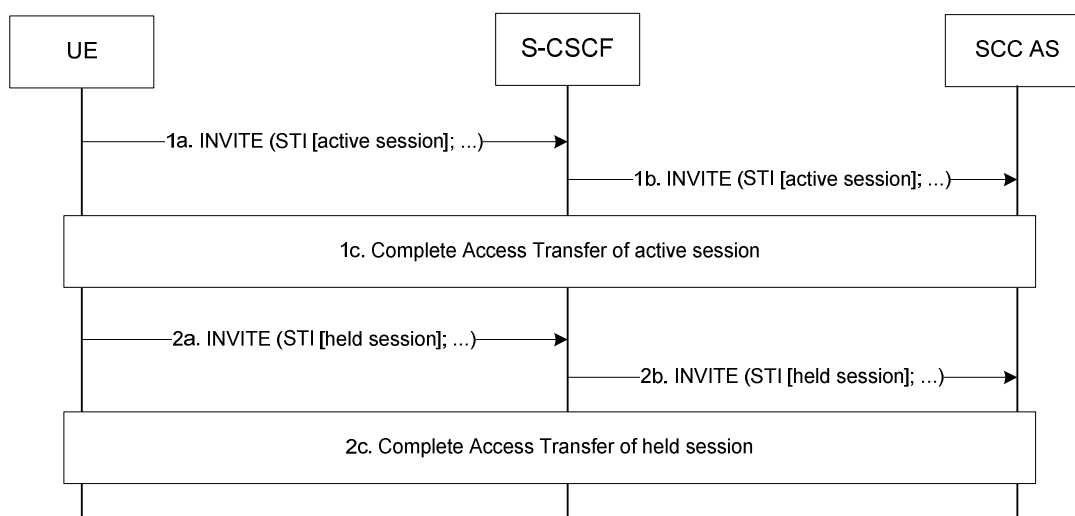 UE
S-CSCF
SCC AS
1a. INVITE (STI [active session]; ...)
1b. INVITE (STI [active session]; ...)
1c. Complete Access Transfer of active session
2a. INVITE (STI [held session]; ...)
2b. INVITE (STI [held session]; ...)
2c. Complete Access Transfer of held session